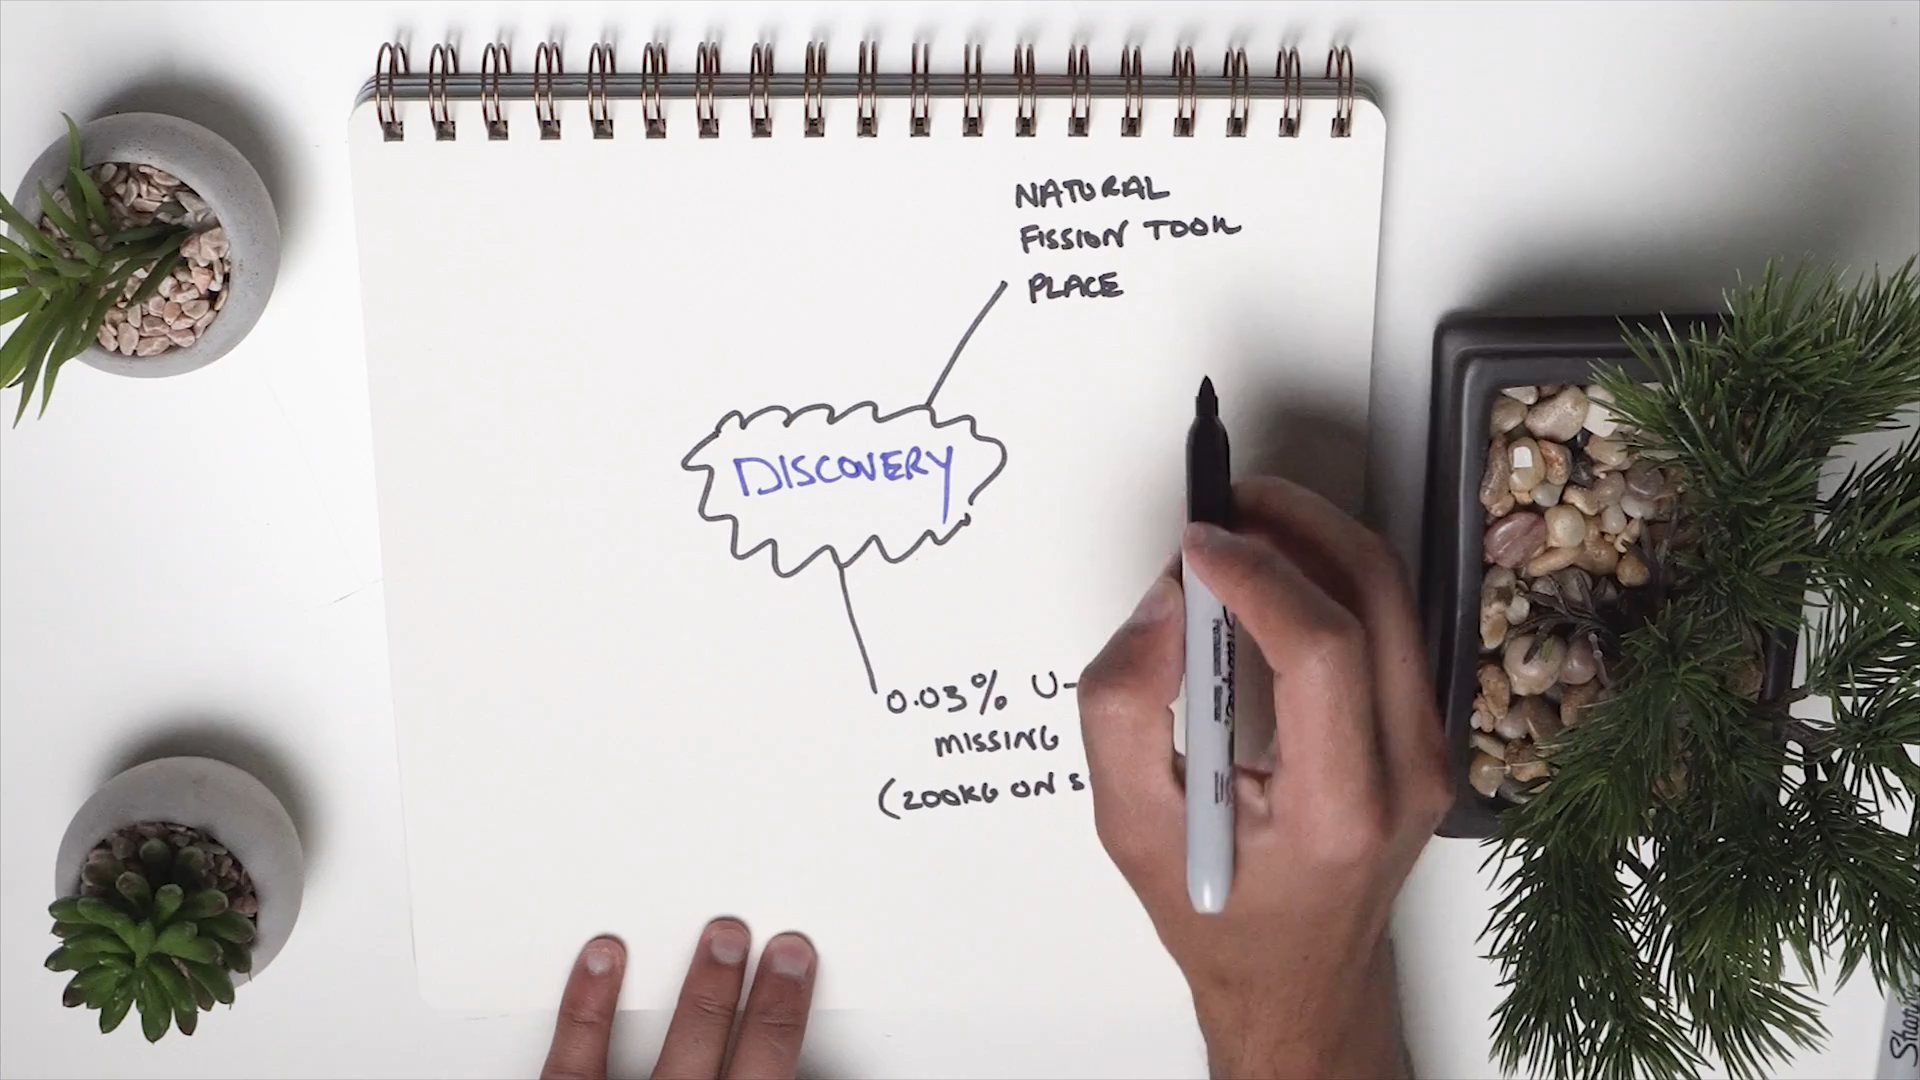 NATURAL
FISSION TOOK
PLACE
DISCOVERY
0.03% U-
MISSING
(200KG ON